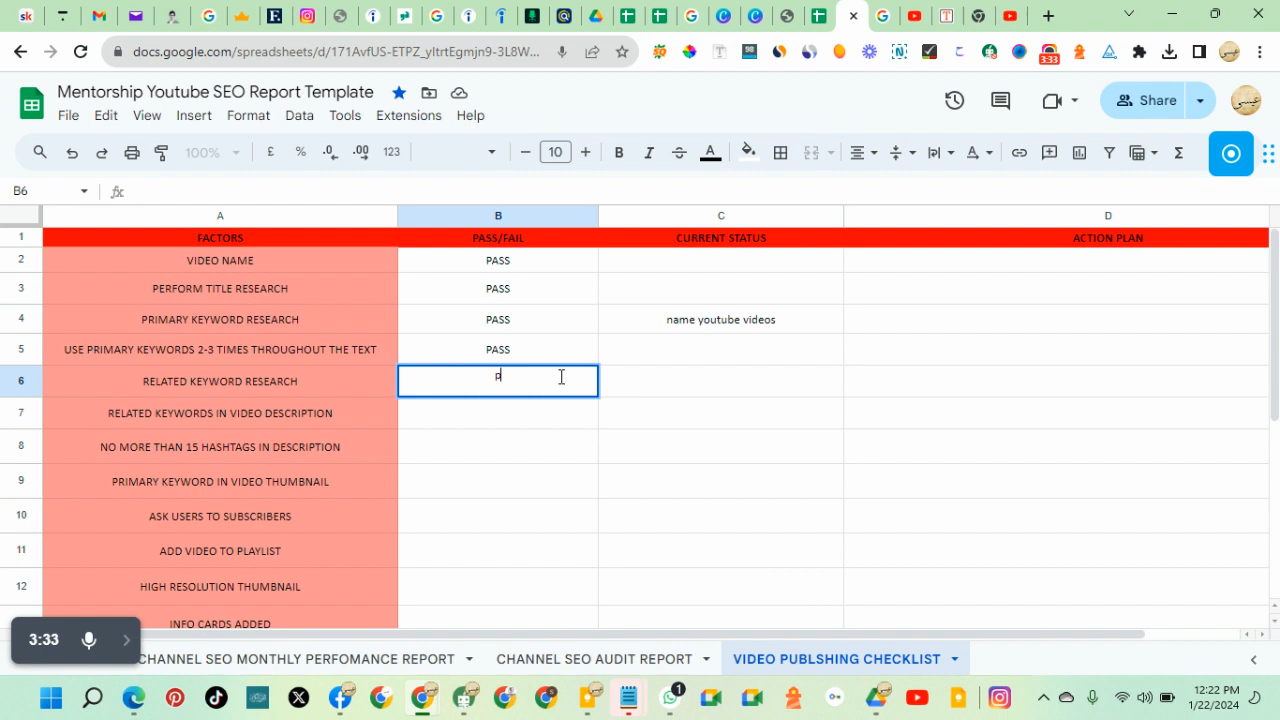 docs.google.com/spreadsheets/d/171AvfUS-ETPZ_yltrtEgmjn9-3L8W...
3:33
Mentorship Youtube SEO Report Template
Share
File Edit View Insert Format Data Tools Extensions Help
100% £ % .0 .00 123 10 B I A
B6 fx
A B C D
1 FACTORS PASS/FAIL CURRENT STATUS ACTION PLAN
2 VIDEO NAME PASS
3 PERFORM TITLE RESEARCH PASS
4 PRIMARY KEYWORD RESEARCH PASS name youtube videos
5 USE PRIMARY KEYWORDS 2-3 TIMES THROUGHOUT THE TEXT PASS
6 RELATED KEYWORD RESEARCH p
7 RELATED KEYWORDS IN VIDEO DESCRIPTION
8 NO MORE THAN 15 HASHTAGS IN DESCRIPTION
9 PRIMARY KEYWORD IN VIDEO THUMBNAIL
10 ASK USERS TO SUBSCRIBERS
11 ADD VIDEO TO PLAYLIST
12 HIGH RESOLUTION THUMBNAIL
INFO CARDS ADDED
3:33
CHANNEL SEO MONTHLY PERFOMANCE REPORT CHANNEL SEO AUDIT REPORT VIDEO PUBLSHING CHECKLIST
12:22 PM
1/22/2024